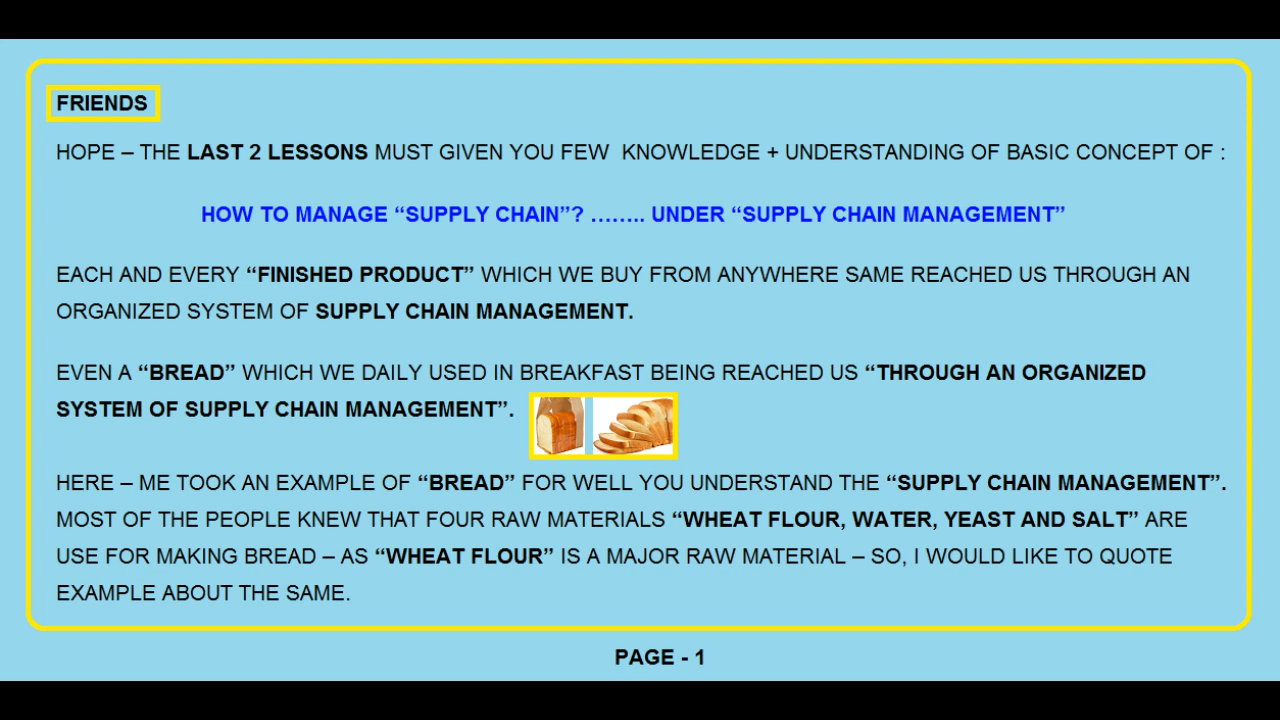 FRIENDS
HOPE – THE LAST 2 LESSONS MUST GIVEN YOU FEW  KNOWLEDGE + UNDERSTANDING OF BASIC CONCEPT OF :
HOW TO MANAGE “SUPPLY CHAIN”? …….. UNDER “SUPPLY CHAIN MANAGEMENT”
EACH AND EVERY “FINISHED PRODUCT” WHICH WE BUY FROM ANYWHERE SAME REACHED US THROUGH AN
ORGANIZED SYSTEM OF SUPPLY CHAIN MANAGEMENT.
EVEN A “BREAD” WHICH WE DAILY USED IN BREAKFAST BEING REACHED US “THROUGH AN ORGANIZED
SYSTEM OF SUPPLY CHAIN MANAGEMENT”.
HERE – ME TOOK AN EXAMPLE OF “BREAD” FOR WELL YOU UNDERSTAND THE “SUPPLY CHAIN MANAGEMENT”.
MOST OF THE PEOPLE KNEW THAT FOUR RAW MATERIALS “WHEAT FLOUR, WATER, YEAST AND SALT” ARE
USE FOR MAKING BREAD – AS “WHEAT FLOUR” IS A MAJOR RAW MATERIAL – SO, I WOULD LIKE TO QUOTE
EXAMPLE ABOUT THE SAME.
PAGE - 1